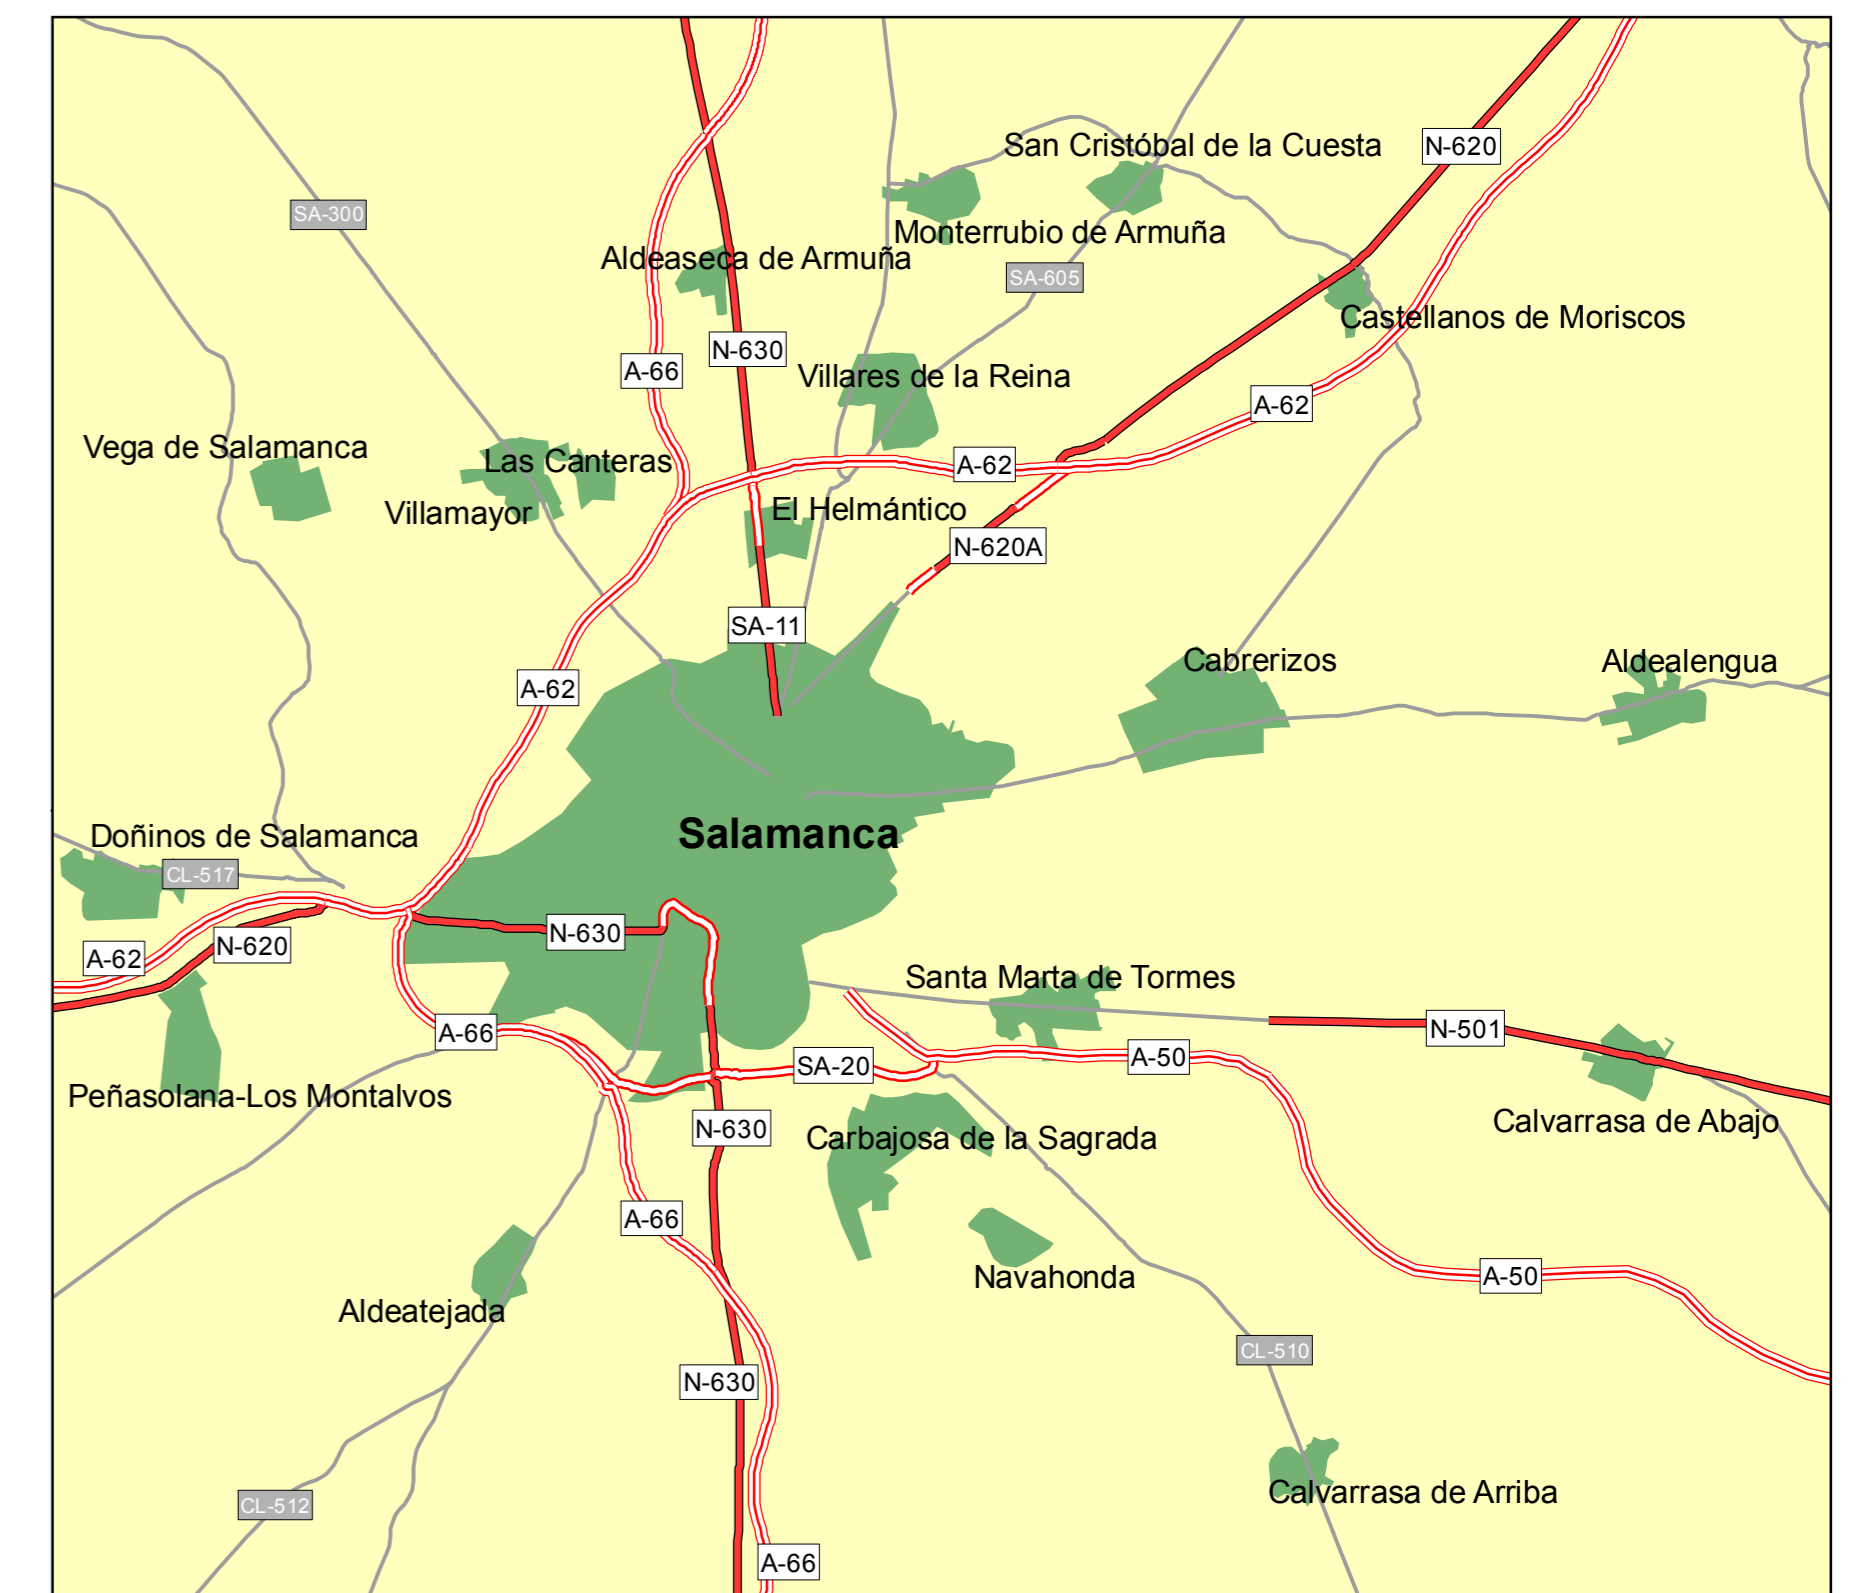 San Cristóbal de la Cuesta
N-620
SA-300
Monterrubio de Armuña
Aldeaseca de Armuña
SA-605
Castellanos de Moriscos
N-630
A-66
Villares de la Reina
A-62
Vega de Salamanca
Las Canteras
A-62
Villamayor
El Helmántico
N-620A
SA-11
Cabrerizos
Aldealengua
A-62
Salamanca
Doñinos de Salamanca
CL-517
N-630
N-620
A-62
Santa Marta de Tormes
A-66
N-501
A-50
SA-20
Peñasolana-Los Montalvos
N-630
Carbajosa de la Sagrada
Calvarrasa de Abajo
A-66
Navahonda
A-50
Aldeatejada
CL-510
N-630
Calvarrasa de Arriba
CL-512
A-66